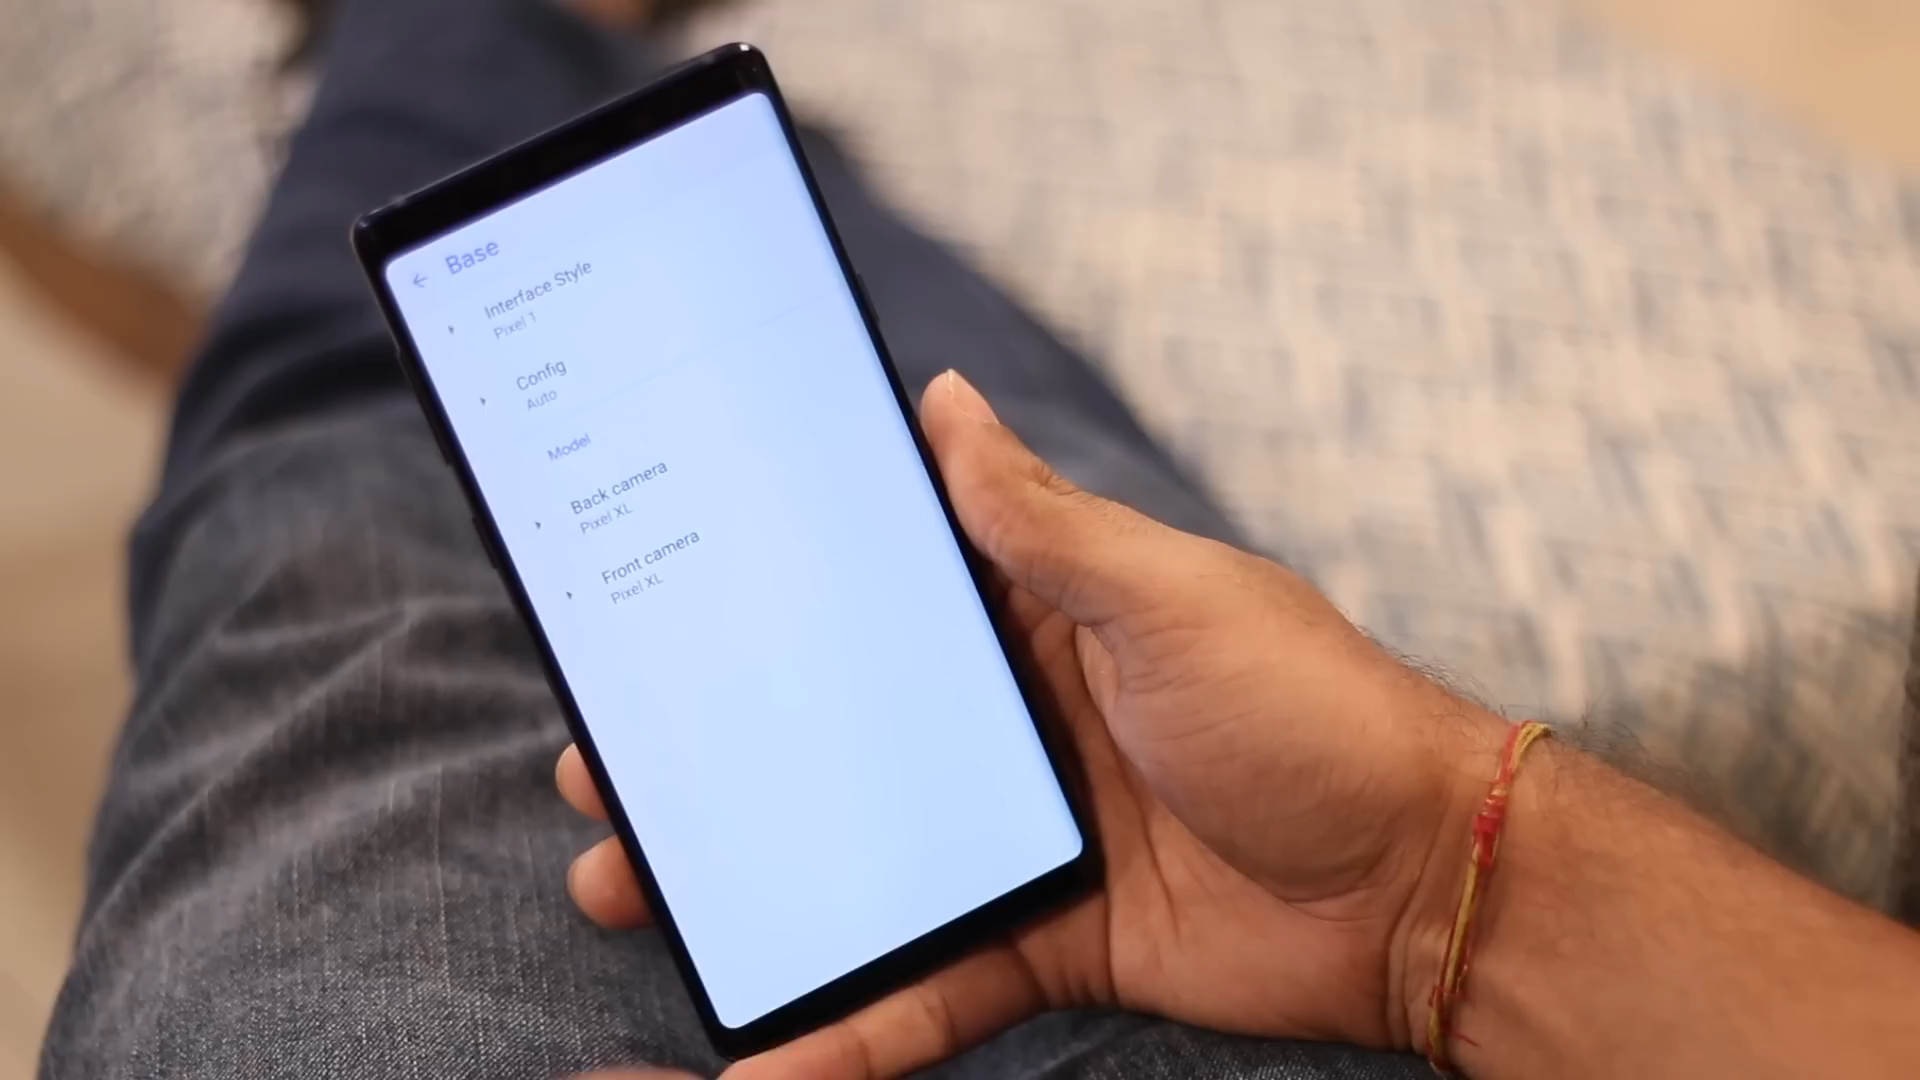 Base
Interface Style
Pixel 1
Config
Auto
Model
Back camera
Pixel XL
Front camera
Pixel XL